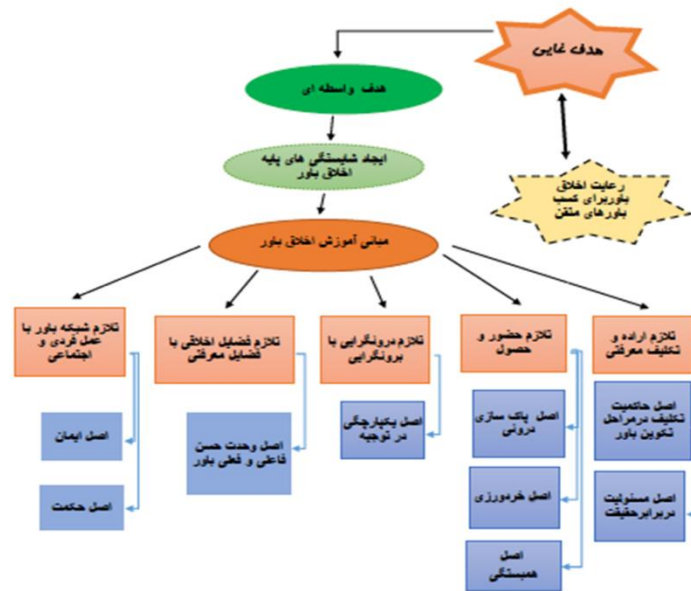 هدف غایی
هدف واسطه ای
ایجاد شایستگی های پایه
اخلاق باور
رعایت اخلاق
باوربرای کسب
باورهای متقن
مبانی آموزش اخلاق باور
تلازم اراده و
تکلیف معرفتی
تلازم حضور و
حصول
تلازم درونگرایی با
برونگرایی
تلازم فضایل اخلاقی با
فضایل معرفتی
تلازم شبکه باور با
عمل فردی و
اجتماعی
اصل حاکمیت
تکلیف درمراحل
تکوین باور
اصل مسئولیت
دربرابرحقیقت
اصل پاک سازی
درونی
اصل خردورزی
اصل
همبستگی
اصل یکپارچگی
در توجیه
اصل وحدت حسن
فاعلی و فعلی باور
اصل ایمان
اصل حکمت